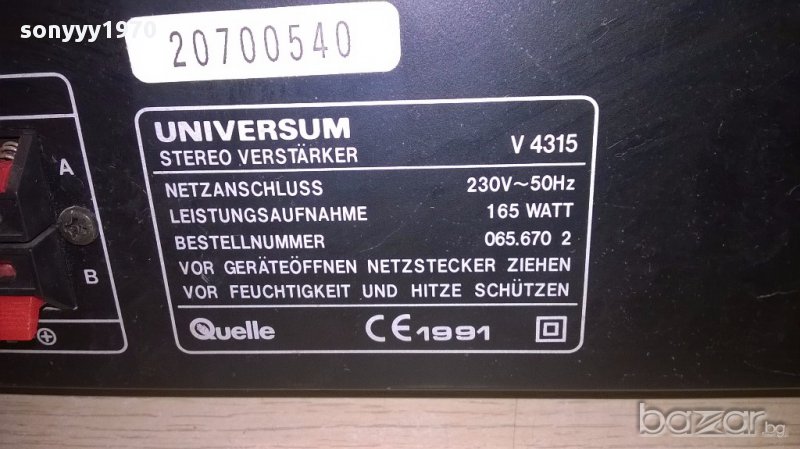 sonyyy1970
20700540
UNIVERSUM
STEREO VERSTÄRKER V 4315
NETZANSCHLUSS 230V~50Hz
LEISTUNGSAUFNAHME 165 WATT
BESTELLNUMMER 065.670 2
VOR GERÄTEÖFFNEN NETZSTECKER ZIEHEN
VOR FEUCHTIGKEIT UND HITZE SCHÜTZEN
Quelle CE1991
A
B
bazar.bg